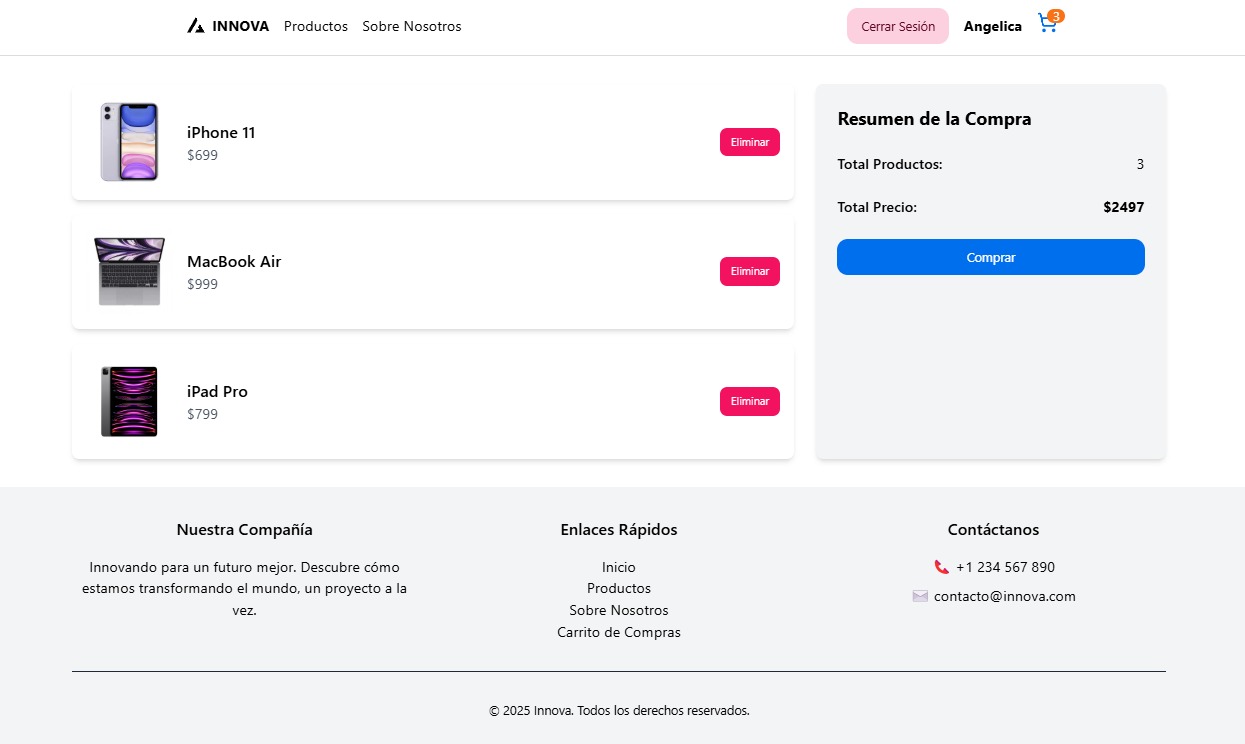 INNOVA Productos Sobre Nosotros Cerrar Sesión Angelica 3
iPhone 11
$699
Eliminar
MacBook Air
$999
Eliminar
iPad Pro
$799
Eliminar
Resumen de la Compra
Total Productos: 3
Total Precio: $2497
Comprar
Nuestra Compañía
Innovando para un futuro mejor. Descubre cómo
estamos transformando el mundo, un proyecto a la
vez.
Enlaces Rápidos
Inicio
Productos
Sobre Nosotros
Carrito de Compras
Contáctanos
+1 234 567 890
contacto@innova.com
© 2025 Innova. Todos los derechos reservados.